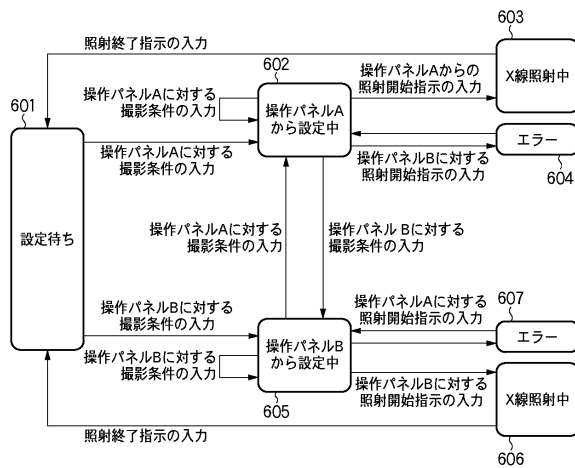 603
照射終了指示の入力
602
操作パネルAからの
照射開始指示の入力
X線照射中
601
操作パネルAに対する
撮影条件の入力
操作パネルA
から設定中
操作パネルAに対する
撮影条件の入力
エラー
操作パネルBに対する
照射開始指示の入力
604
設定待ち
操作パネルAに対する
撮影条件の入力
操作パネル Bに対する
撮影条件の入力
操作パネルBに対する
撮影条件の入力
操作パネルAに対する
照射開始指示の入力
607
操作パネルB
から設定中
エラー
操作パネルBに対する
撮影条件の入力
操作パネルBに対する
照射開始指示の入力
605
X線照射中
照射終了指示の入力
606